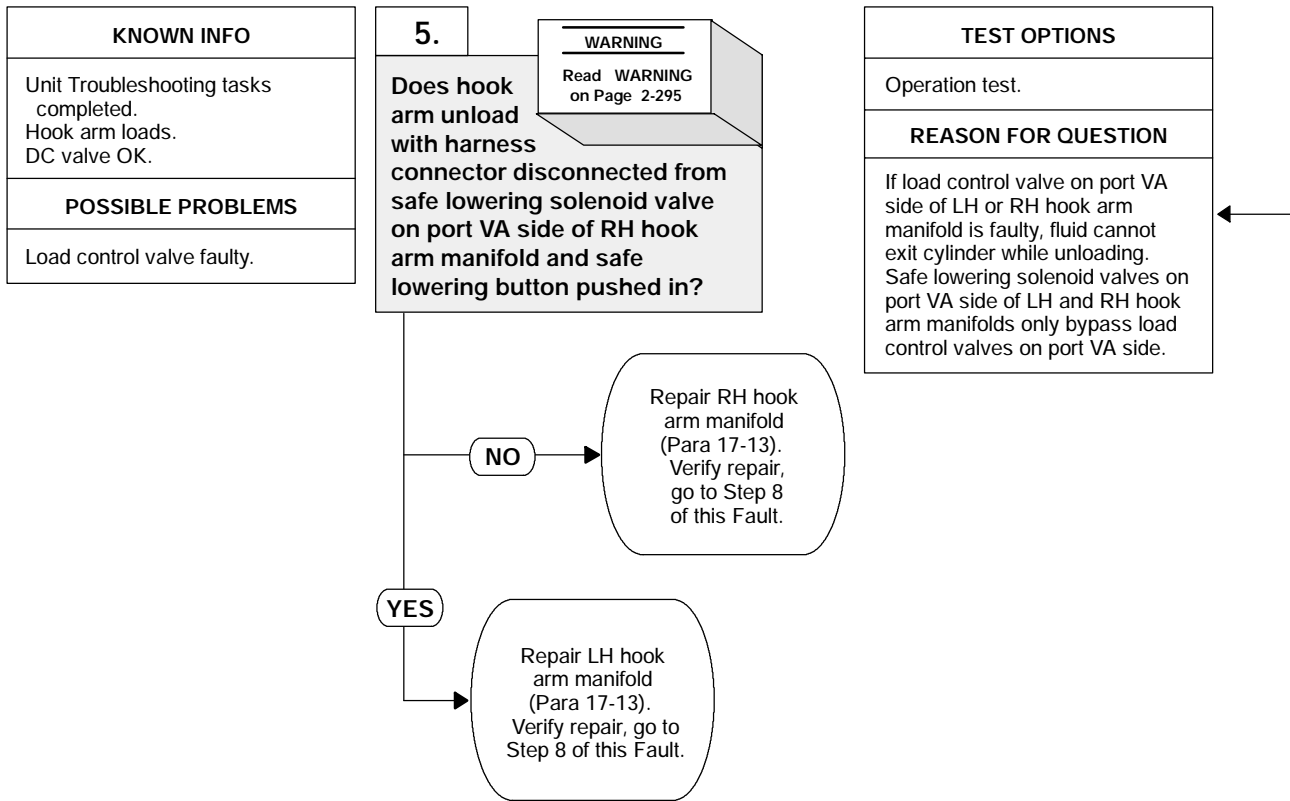 KNOWN INFO
Unit Troubleshooting tasks
completed.
Hook arm loads.
DC valve OK.
POSSIBLE PROBLEMS
Load control valve faulty.
5.
WARNING
Read WARNING
on Page 2-295
Does hook
arm unload
with harness
connector disconnected from
safe lowering solenoid valve
on port VA side of RH hook
arm manifold and safe
lowering button pushed in?
TEST OPTIONS
Operation test.
REASON FOR QUESTION
If load control valve on port VA
side of LH or RH hook arm
manifold is faulty, fluid cannot
exit cylinder while unloading.
Safe lowering solenoid valves on
port VA side of LH and RH hook
arm manifolds only bypass load
control valves on port VA side.
NO
Repair RH hook
arm manifold
(Para 17-13).
Verify repair,
go to Step 8
of this Fault.
YES
Repair LH hook
arm manifold
(Para 17-13).
Verify repair, go to
Step 8 of this Fault.